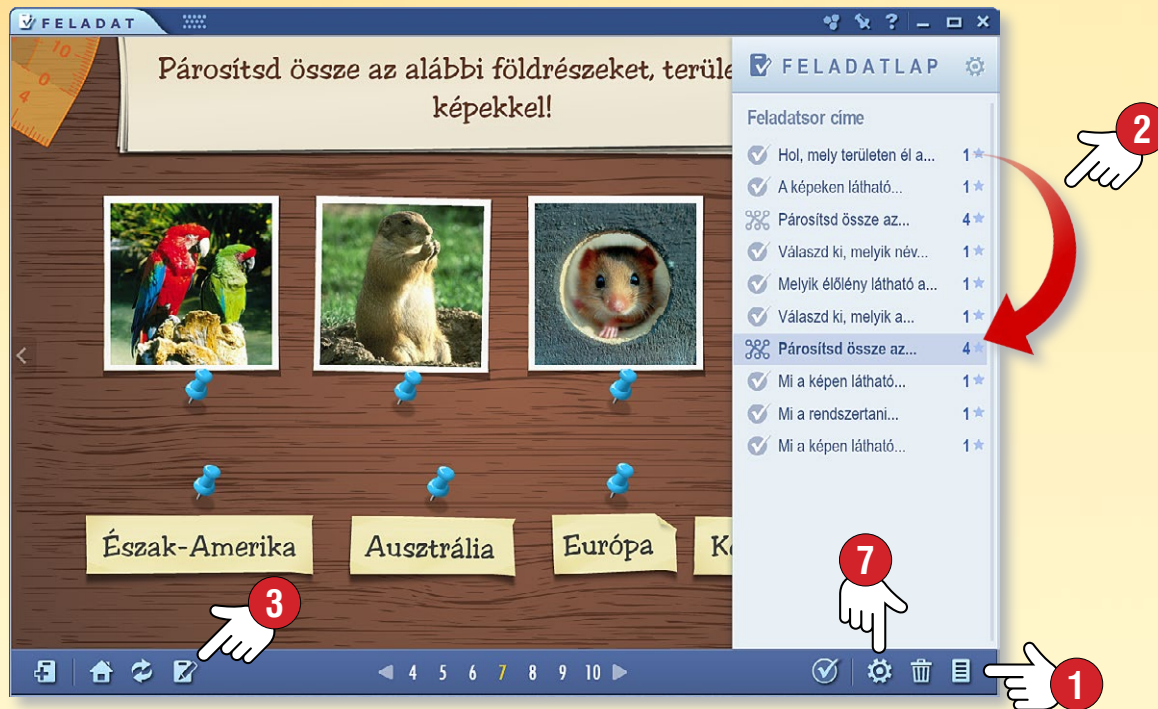 FELADAT
10
0
4
Párosítsd össze az alábbi földrészeket, terüle
képekkel!
Észak-Amerika
Ausztrália
Európa
FELADATLAP
Feladatsor címe
Hol, mely területen él a... 1
A képeken látható... 1
Párosítsd össze az... 4
Válaszd ki, melyik név... 1
Melyik élőlény látható a... 1
Válaszd ki, melyik a... 1
Párosítsd össze az... 4
Mi a képen látható... 1
Mi a rendszertani... 1
Mi a képen látható... 1
2
7
3
1
4 5 6 7 8 9 10